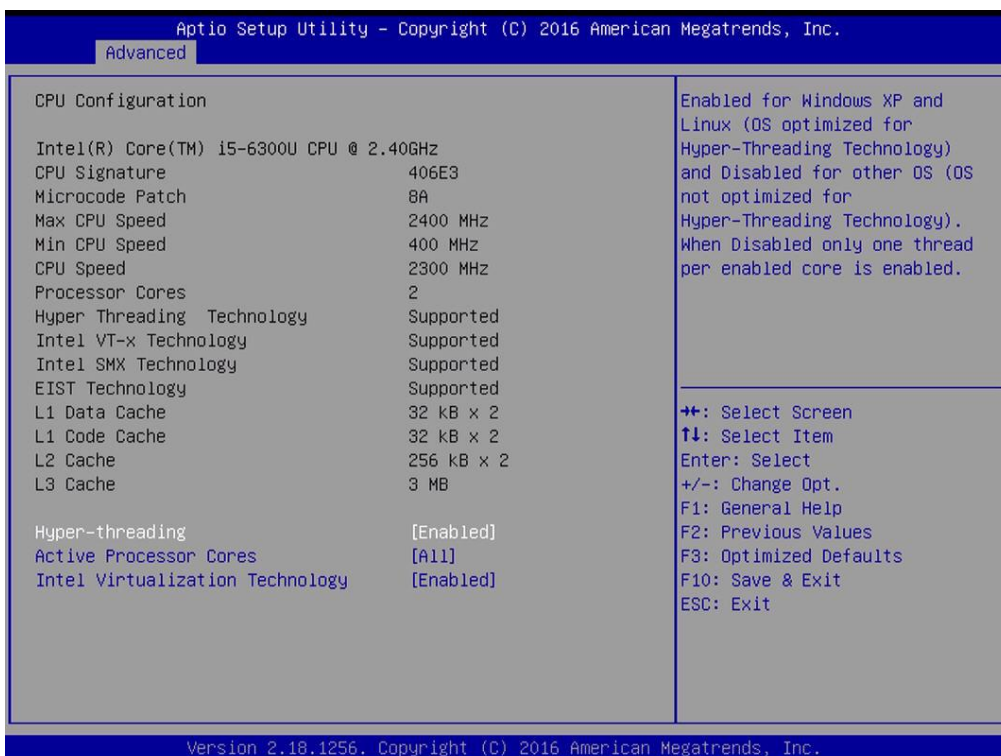 Aptio Setup Utility – Copyright (C) 2016 American Megatrends, Inc.
Advanced
CPU Configuration
Intel(R) Core(TM) i5-6300U CPU @ 2.40GHz
CPU Signature 406E3
Microcode Patch 8A
Max CPU Speed 2400 MHz
Min CPU Speed 400 MHz
CPU Speed 2300 MHz
Processor Cores 2
Hyper Threading Technology Supported
Intel VT-x Technology Supported
Intel SMX Technology Supported
EIST Technology Supported
L1 Data Cache 32 kB x 2
L1 Code Cache 32 kB x 2
L2 Cache 256 kB x 2
L3 Cache 3 MB
Hyper-threading [Enabled]
Active Processor Cores [All]
Intel Virtualization Technology [Enabled]
Enabled for Windows XP and
Linux (OS optimized for
Hyper-Threading Technology)
and Disabled for other OS (OS
not optimized for
Hyper-Threading Technology).
When Disabled only one thread
per enabled core is enabled.
→←: Select Screen
↑↓: Select Item
Enter: Select
+/-: Change Opt.
F1: General Help
F2: Previous Values
F3: Optimized Defaults
F10: Save & Exit
ESC: Exit
Version 2.18.1256. Copyright (C) 2016 American Megatrends, Inc.